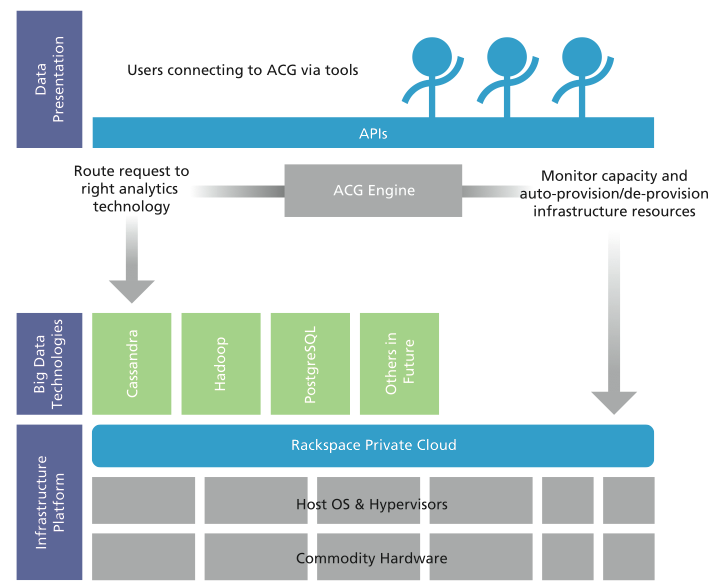 Data
Presentation
Users connecting to ACG via tools
APIs
Route request to
right analytics
technology
ACG Engine
Monitor capacity and
auto-provision/de-provision
infrastructure resources
Big Data
Technologies
Cassandra
Hadoop
PostgreSQL
Others in
Future
Infrastructure
Platform
Rackspace Private Cloud
Host OS & Hypervisors
Commodity Hardware